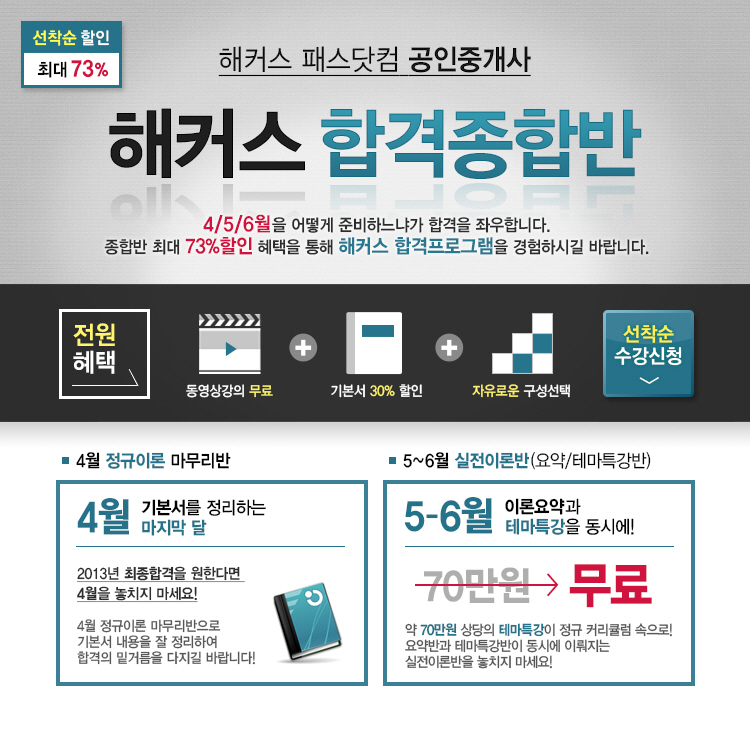 선착순 할인
최대 73%
해커스 패스닷컴 공인중개사
해커스 합격종합반
4/5/6월을 어떻게 준비하느냐가 합격을 좌우합니다.
종합반 최대 73%할인 혜택을 통해 해커스 합격프로그램을 경험하시길 바랍니다.
전원
혜택
동영상강의 무료
기본서 30% 할인
자유로운 구성선택
선착순
수강신청
4월 정규이론 마무리반
4월 기본서를 정리하는
마지막 달
2013년 최종합격을 원한다면
4월을 놓치지 마세요!
4월 정규이론 마무리반으로
기본서 내용을 잘 정리하여
합격의 밑거름을 다지길 바랍니다!
5~6월 실전이론반(요약/테마특강반)
5-6월 이론요약과
테마특강을 동시에!
70만원 무료
약 70만원 상당의 테마특강이 정규 커리큘럼 속으로!
요약반과 테마특강반이 동시에 이뤄지는
실전이론반을 놓치지 마세요!